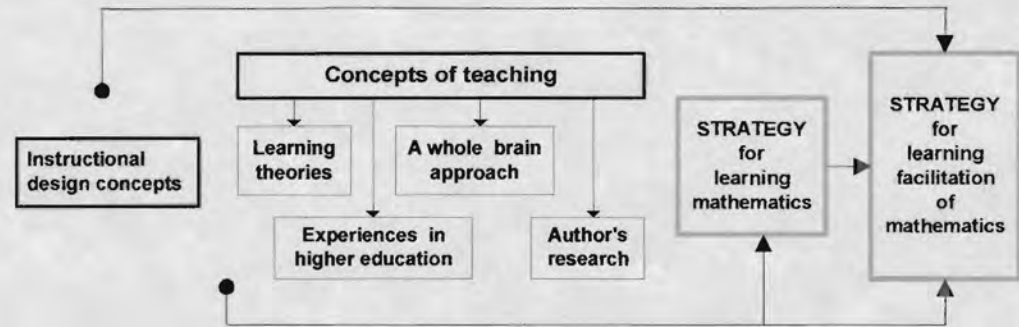 Concepts of teaching
Instructional
design concepts
Learning
theories
A whole brain
approach
Experiences in
higher education
Author's
research
STRATEGY
for
learning
mathematics
STRATEGY
for
learning
facilitation
of
mathematics